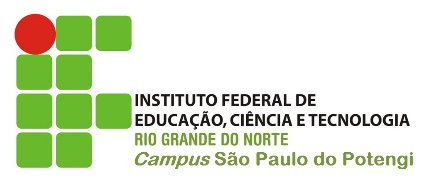 INSTITUTO FEDERAL DE
EDUCAÇÃO, CIÊNCIA E TECNOLOGIA
RIO GRANDE DO NORTE
Campus São Paulo do Potengi